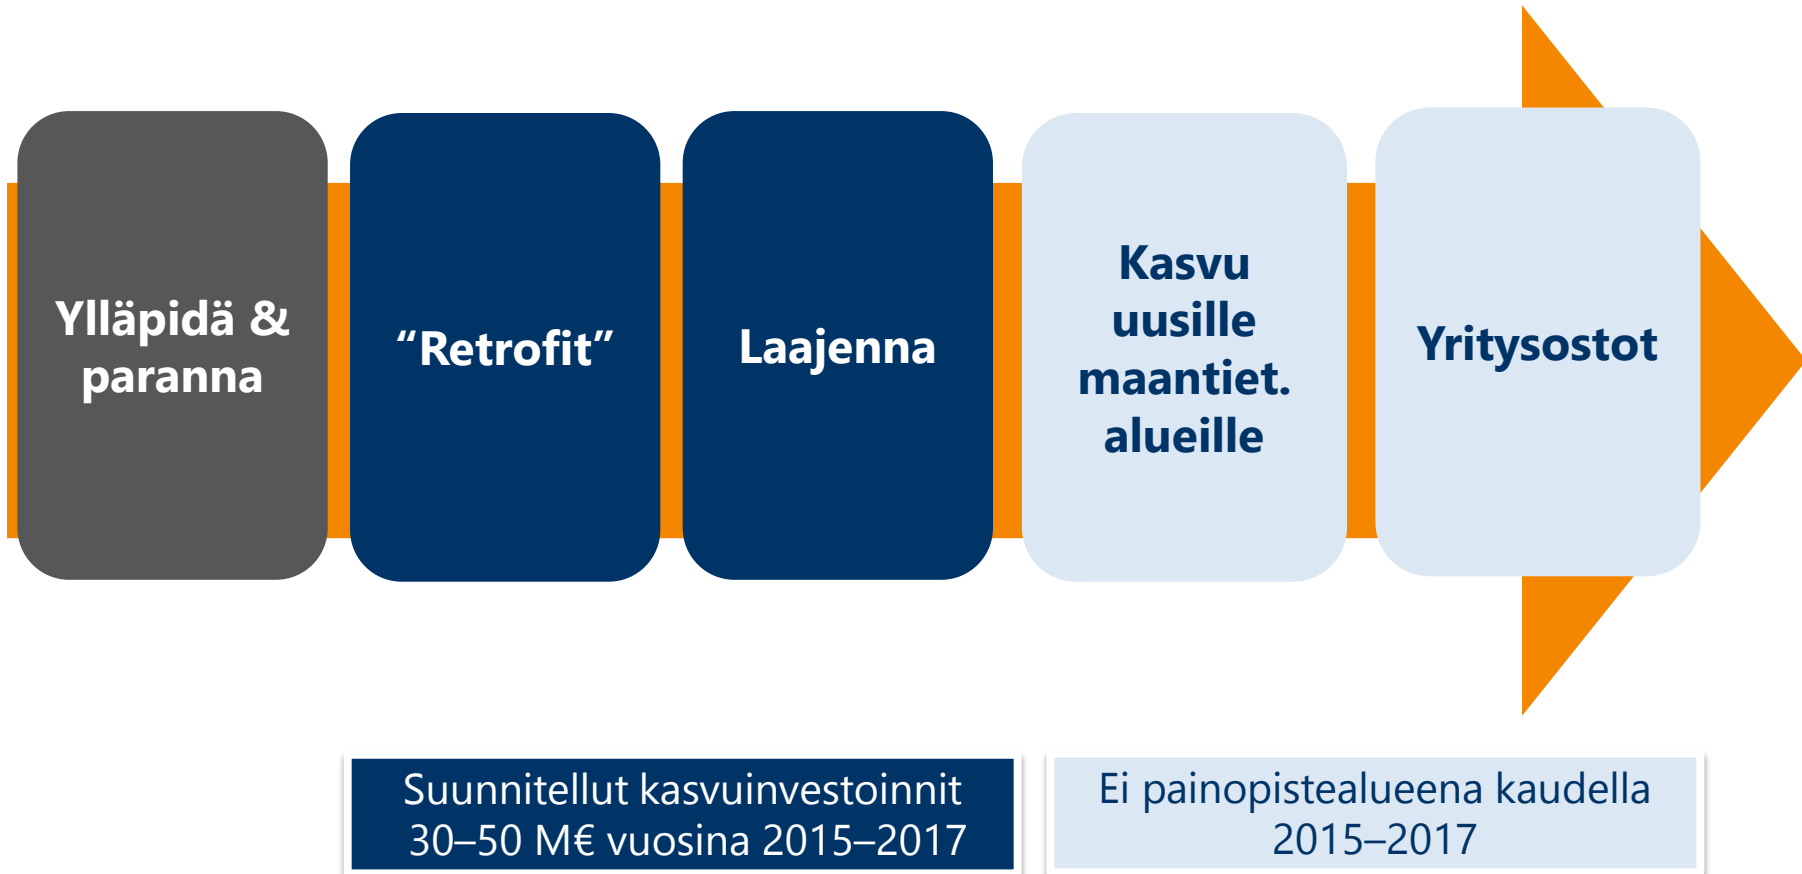 Ylläpidä &
paranna
“Retrofit”
Laajenna
Kasvu
uusille
maantiet.
alueille
Yritysostot
Suunnitellut kasvuinvestoinnit
30–50 M€ vuosina 2015–2017
Ei painopistealueena kaudella
2015–2017